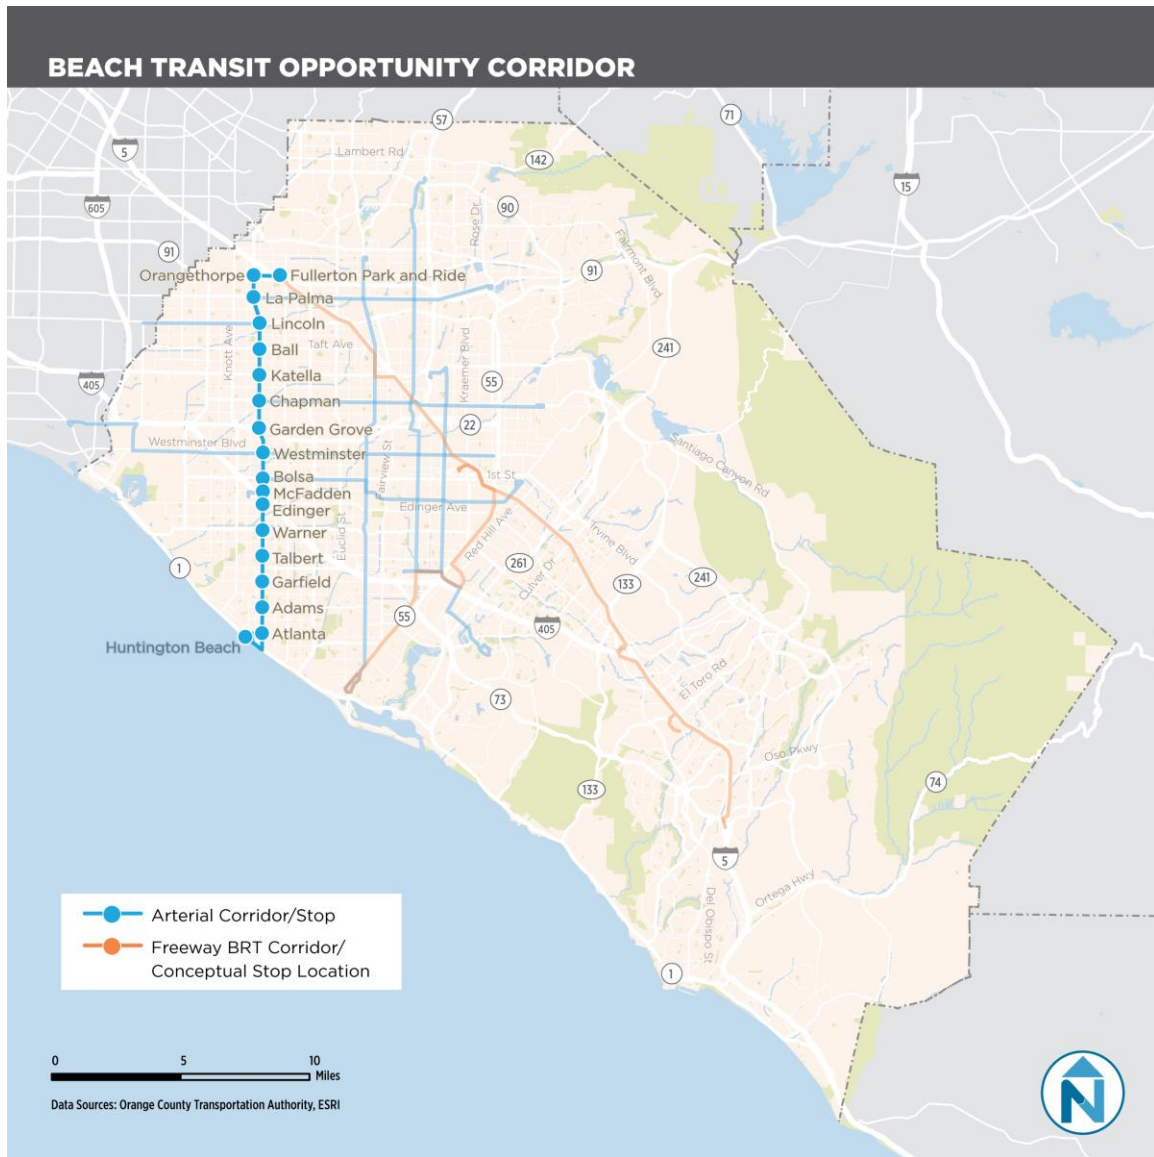 BEACH TRANSIT OPPORTUNITY CORRIDOR
57
71
5
Lambert Rd
142
15
605
90
Rose Dr
91
Fairmont Blvd
91
Orangethorpe
Fullerton Park and Ride
La Palma
Lincoln
Knott Ave
Taft Ave
Ball
Kraemer Blvd
241
Katella
55
405
Chapman
22
Garden Grove
Westminster Blvd
Westminster
Fairview St
Santiago Canyon Rd
Bolsa
1st St
McFadden
Edinger
Edinger Ave
Euclid St
Warner
Red Hill Ave
Irvine Blvd
Talbert
261
Culver Dr
1
133
241
Garfield
Adams
55
405
Atlanta
Huntington Beach
El Toro Rd
73
Oso Pkwy
133
74
5
Ortega Hwy
Del Obispo St
Arterial Corridor/Stop
Freeway BRT Corridor/
Conceptual Stop Location
1
0 5 10
Miles
Data Sources: Orange County Transportation Authority, ESRI
N